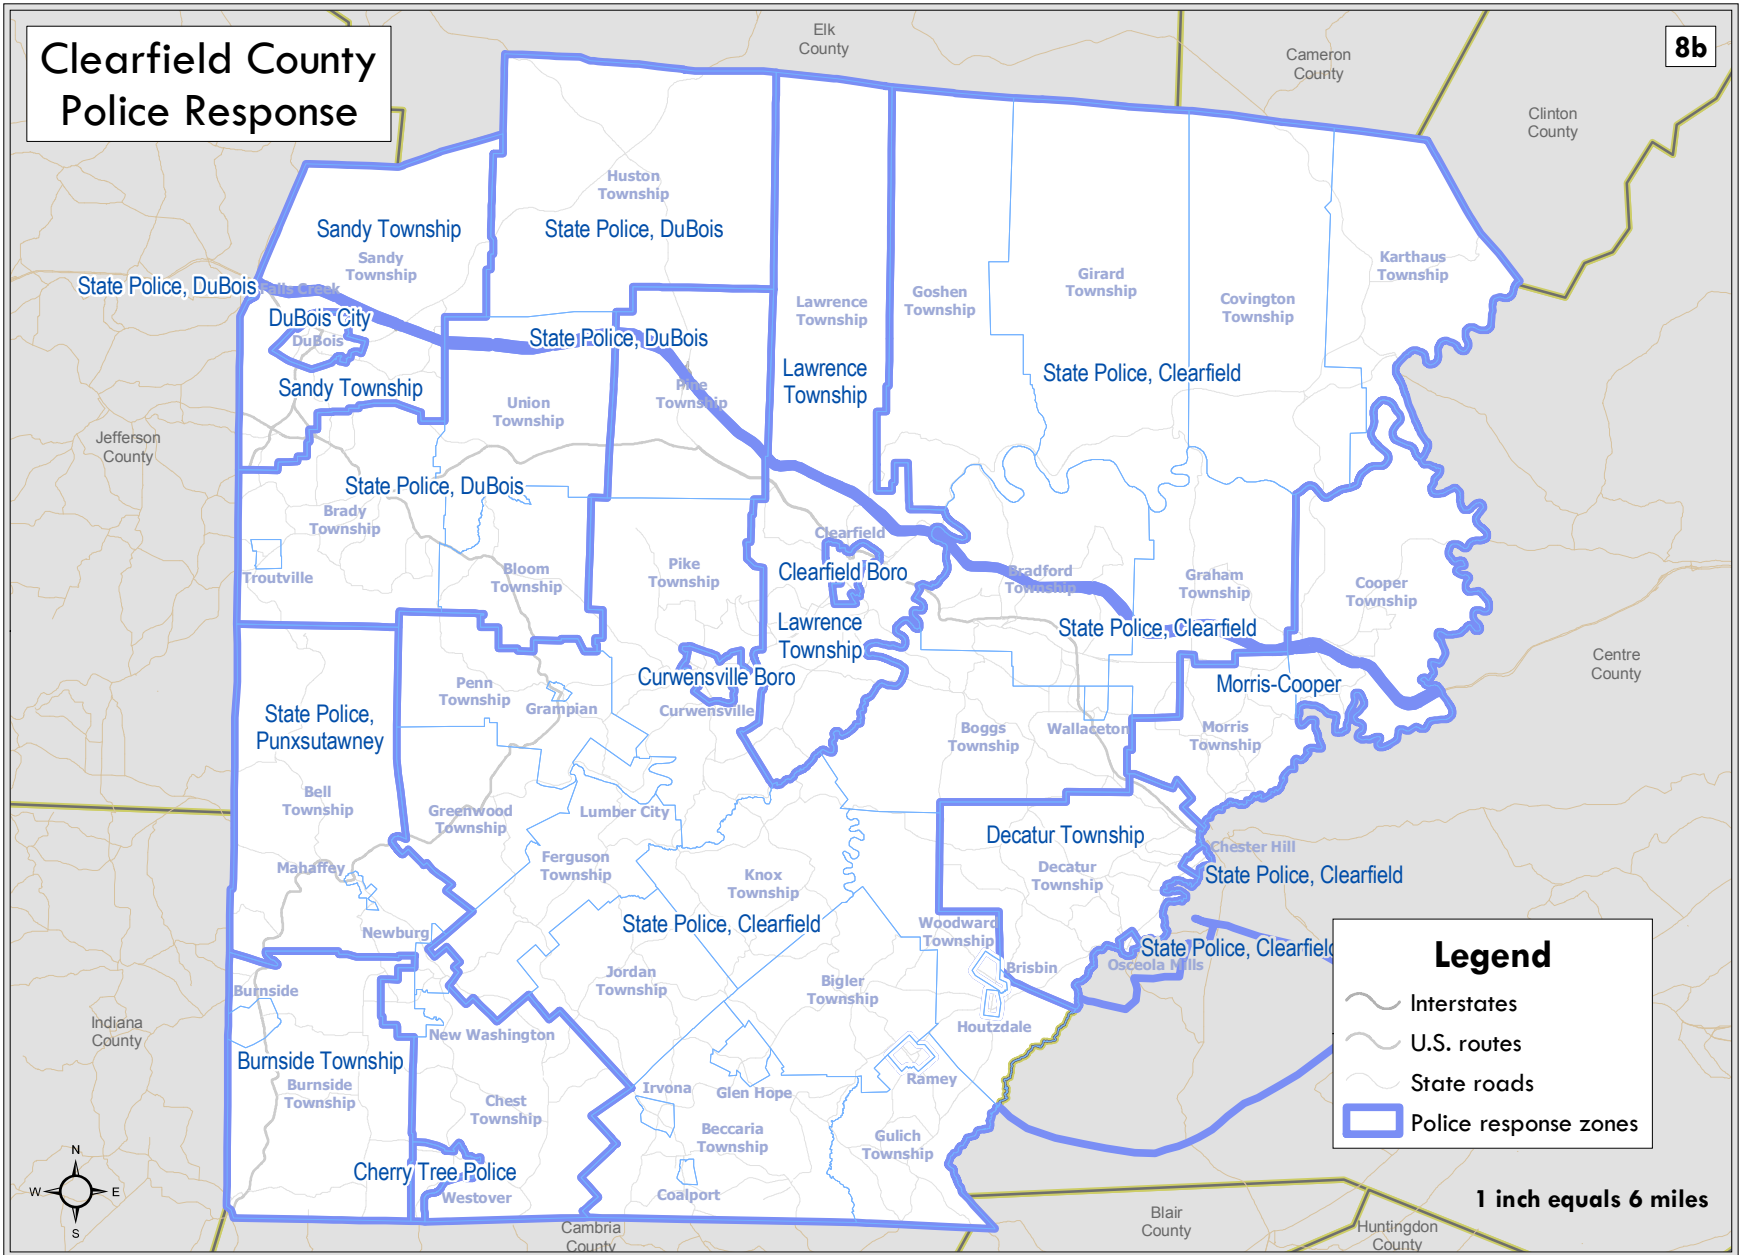 Clearfield County
Police Response
8b
Elk
County
Cameron
County
Clinton
County
Huston
Township
State Police, DuBois
Sandy Township
Sandy
Township
State Police, DuBois
Falls Creek
DuBois City
DuBois
Sandy Township
State Police, DuBois
Pine
Township
Union
Township
Lawrence
Township
Lawrence
Township
Goshen
Township
Girard
Township
Covington
Township
Karthaus
Township
State Police, Clearfield
Jefferson
County
State Police, DuBois
Brady
Township
Troutville
Bloom
Township
Pike
Township
Clearfield
Clearfield Boro
Lawrence
Township
Bradford
Township
Graham
Township
Cooper
Township
State Police, Clearfield
Centre
County
Curwensville Boro
Curwensville
Penn
Township
Grampian
State Police,
Punxsutawney
Morris-Cooper
Morris
Township
Boggs
Township
Wallaceton
Bell
Township
Greenwood
Township
Lumber City
Decatur Township
Decatur
Township
Chester Hill
State Police, Clearfield
Mahaffey
Ferguson
Township
Knox
Township
State Police, Clearfield
Newburg
Woodward
Township
State Police, Clearfield
Osceola Mills
Brisbin
Jordan
Township
Bigler
Township
Burnside
Houtzdale
Indiana
County
New Washington
Burnside Township
Burnside
Township
Irvona
Glen Hope
Ramey
Chest
Township
Beccaria
Township
Gulich
Township
Cherry Tree Police
Westover
Coalport
Legend
Interstates
U.S. routes
State roads
Police response zones
N
W
E
S
1 inch equals 6 miles
Cambria
County
Blair
County
Huntingdon
County